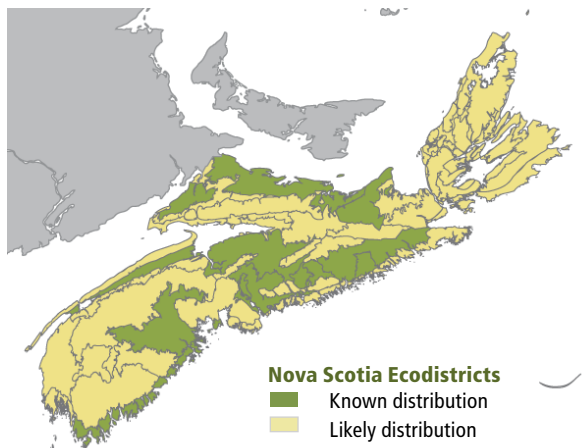 Nova Scotia Ecodistricts
Known distribution
Likely distribution